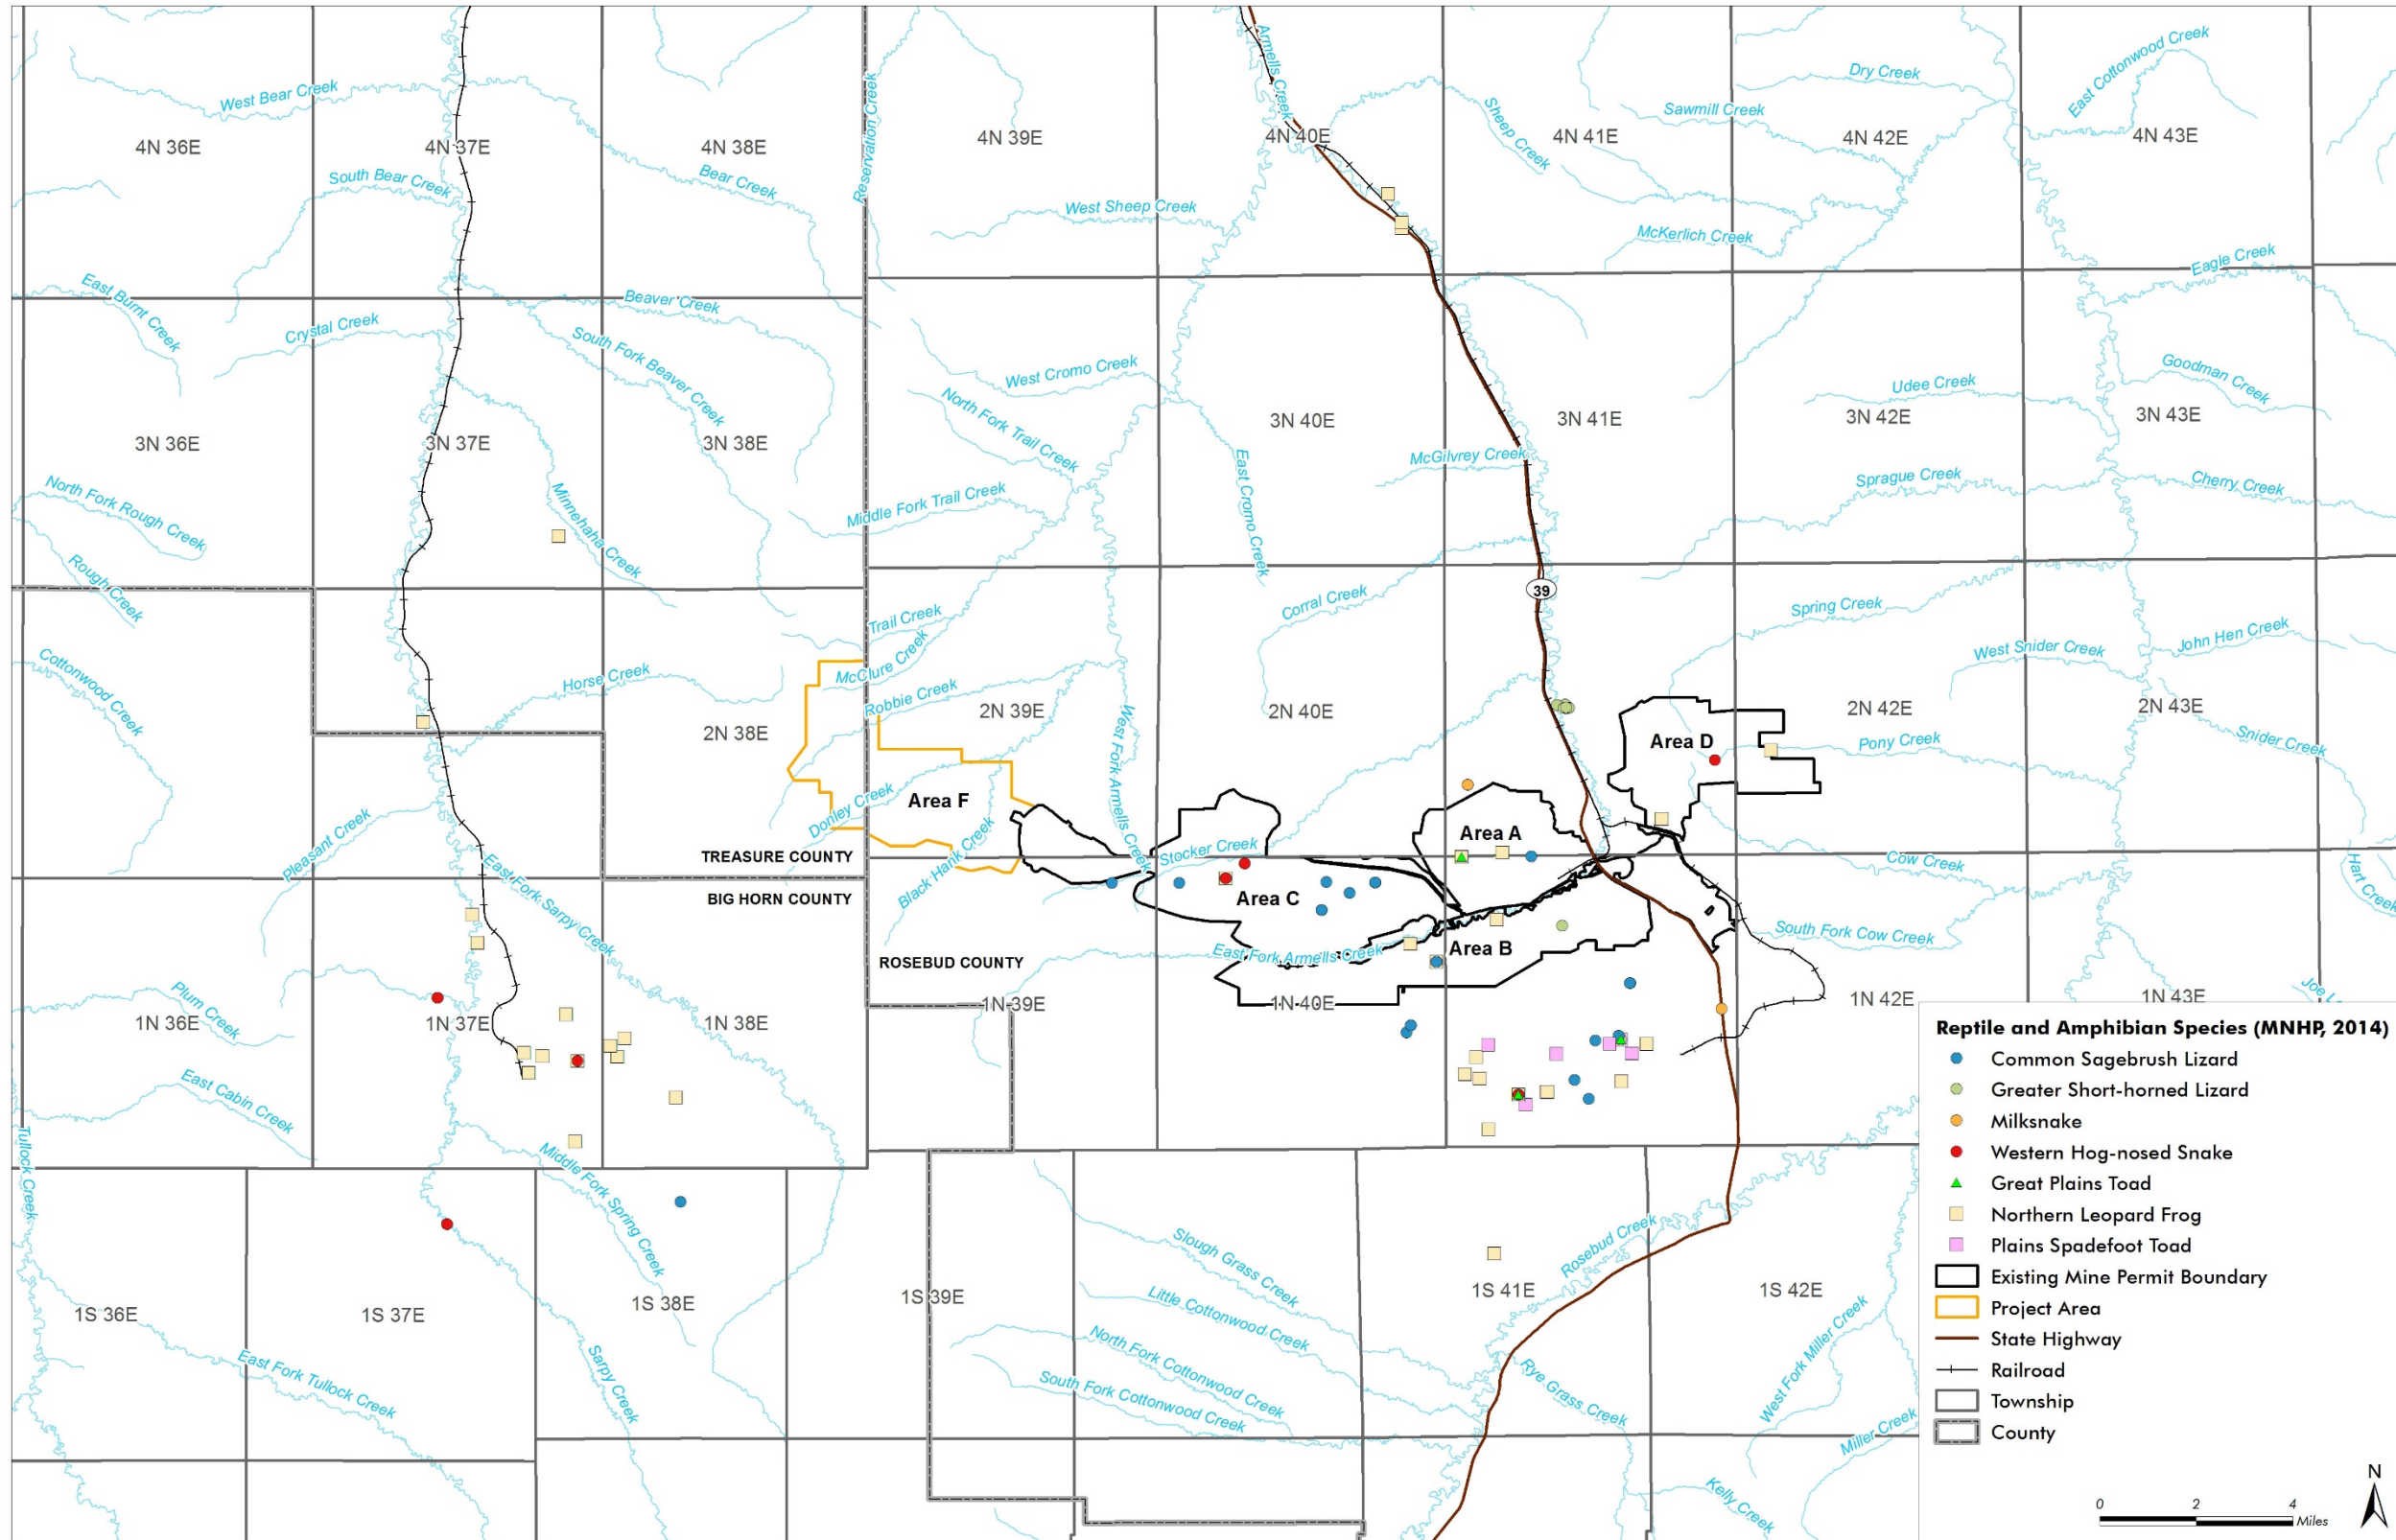 East Cottonwood Creek
Armells Creek
Dry Creek
West Bear Creek
Reservation Creek
Sheep Creek
Sawmill Creek
4N 36E
4N 37E
4N 38E
4N 39E
4N 40E
4N 41E
4N 42E
4N 43E
South Bear Creek
Bear Creek
West Sheep Creek
McKerlich Creek
Eagle Creek
East Burnt Creek
Crystal Creek
Beaver Creek
South Fork Beaver Creek
West Cromo Creek
Udee Creek
Goodman Creek
North Fork Trail Creek
3N 36E
3N 37E
3N 38E
3N 40E
3N 41E
3N 42E
3N 43E
McGilvrey Creek
East Cromo Creek
Sprague Creek
Cherry Creek
North Fork Rough Creek
Minnehaha Creek
Middle Fork Trail Creek
Rough Creek
39
Corral Creek
Spring Creek
Trail Creek
McClure Creek
West Snider Creek
John Hen Creek
Cottonwood Creek
Horse Creek
Robbie Creek
2N 38E
2N 39E
2N 40E
2N 42E
2N 43E
West Fork Armells Creek
Area D
Pony Creek
Snider Creek
Area F
Donley Creek
Area A
Pleasant Creek
Black Hank Creek
Stocker Creek
TREASURE COUNTY
BIG HORN COUNTY
Cow Creek
Hart Creek
East Fork Sarpy Creek
Area C
South Fork Cow Creek
Area B
East Fork Armells Creek
ROSEBUD COUNTY
Plum Creek
1N 36E
1N 37E
1N 38E
1N 39E
1N 40E
1N 42E
1N 43E
East Cabin Creek
Tullock Creek
Middle Fork Spring Creek
Slough Grass Creek
Rosebud Creek
1S 36E
1S 37E
1S 38E
1S 39E
1S 41E
1S 42E
Little Cottonwood Creek
North Fork Cottonwood Creek
South Fork Cottonwood Creek
East Fork Tullock Creek
Sarpy Creek
Rye Grass Creek
West Fork Miller Creek
Miller Creek
Kelly Creek
Reptile and Amphibian Species (MNHP, 2014)
Common Sagebrush Lizard
Greater Short-horned Lizard
Milksnake
Western Hog-nosed Snake
Great Plains Toad
Northern Leopard Frog
Plains Spadefoot Toad
Existing Mine Permit Boundary
Project Area
State Highway
Railroad
Township
County
N
0 2 4
Miles